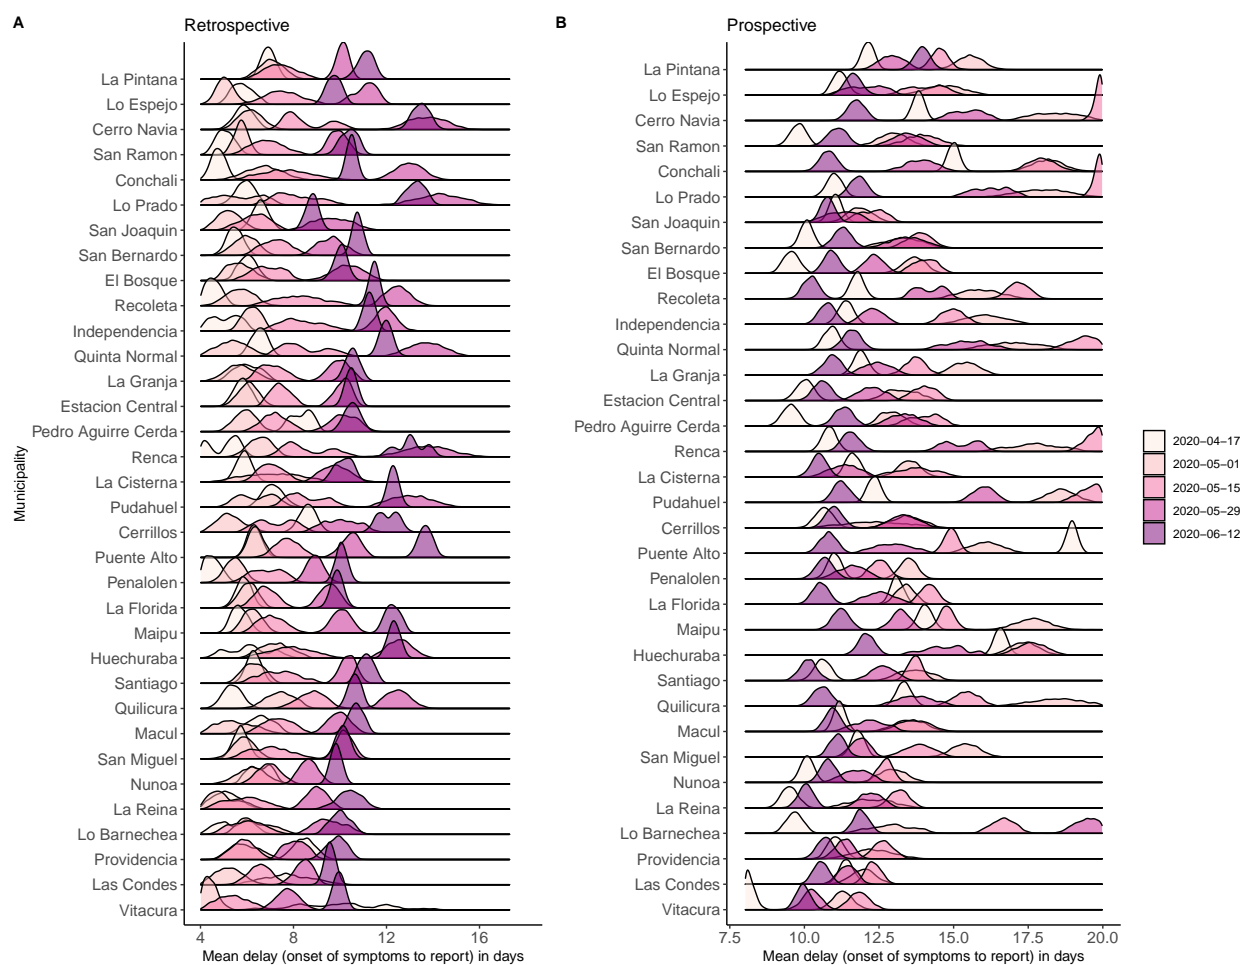 A
Retrospective
La Pintana
Lo Espejo
Cerro Navia
San Ramon
Conchali
Lo Prado
San Joaquin
San Bernardo
El Bosque
Recoleta
Independencia
Quinta Normal
La Granja
Estacion Central
Pedro Aguirre Cerda
Renca
La Cisterna
Pudahuel
Cerrillos
Puente Alto
Penalolen
La Florida
Maipu
Huechuraba
Santiago
Quilicura
Macul
San Miguel
Nunoa
La Reina
Lo Barnechea
Providencia
Las Condes
Vitacura
Municipality
4 8 12 16
Mean delay (onset of symptoms to report) in days
B
Prospective
La Pintana
Lo Espejo
Cerro Navia
San Ramon
Conchali
Lo Prado
San Joaquin
San Bernardo
El Bosque
Recoleta
Independencia
Quinta Normal
La Granja
Estacion Central
Pedro Aguirre Cerda
Renca
La Cisterna
Pudahuel
Cerrillos
Puente Alto
Penalolen
La Florida
Maipu
Huechuraba
Santiago
Quilicura
Macul
San Miguel
Nunoa
La Reina
Lo Barnechea
Providencia
Las Condes
Vitacura
7.5 10.0 12.5 15.0 17.5 20.0
Mean delay (onset of symptoms to report) in days
2020−04−17
2020−05−01
2020−05−15
2020−05−29
2020−06−12